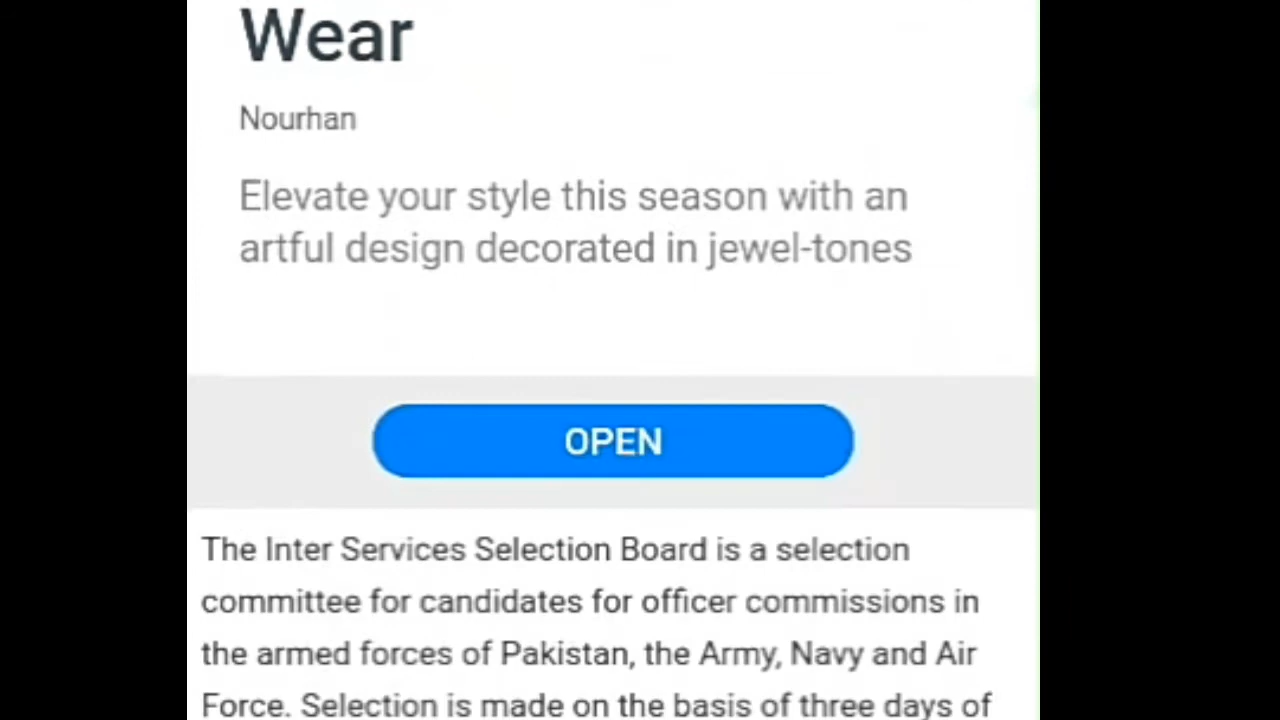 Wear
Nourhan
Elevate your style this season with an
artful design decorated in jewel-tones
OPEN
The Inter Services Selection Board is a selection
committee for candidates for officer commissions in
the armed forces of Pakistan, the Army, Navy and Air
Force. Selection is made on the basis of three days of